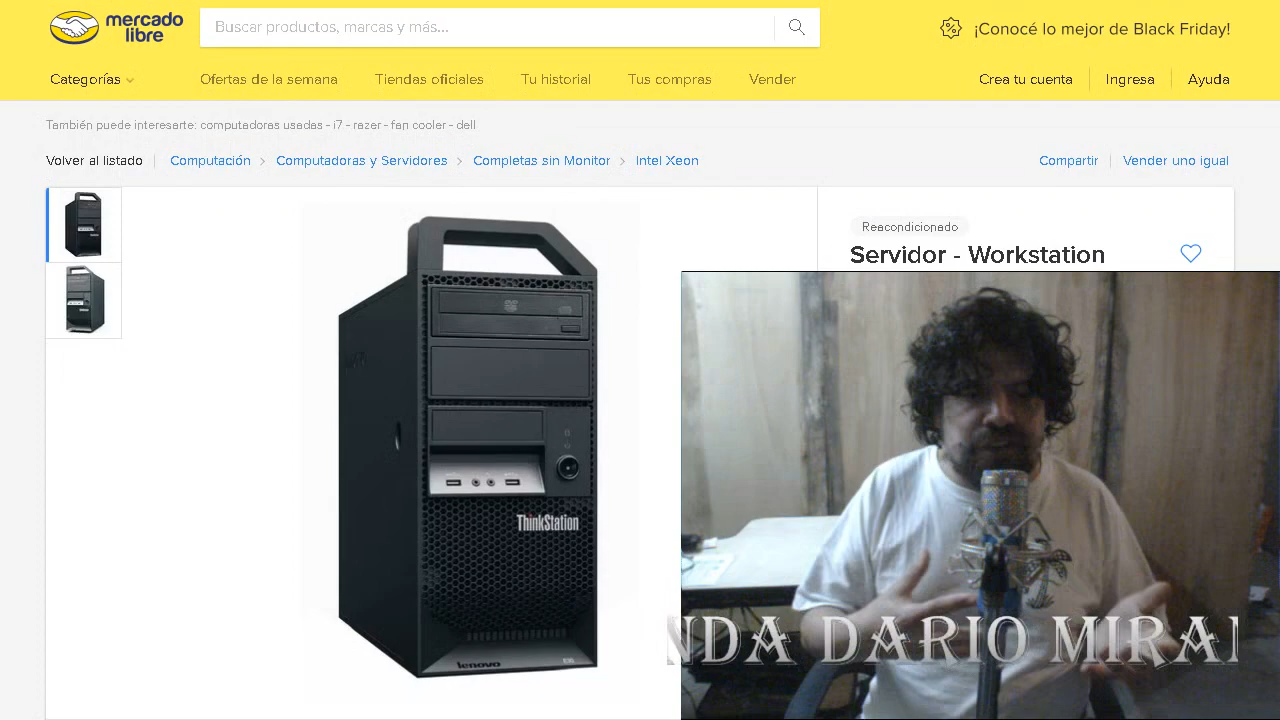 mercado
libre
Buscar productos, marcas y más...
¡Conocé lo mejor de Black Friday!
Categorías
Ofertas de la semana
Tiendas oficiales
Tu historial
Tus compras
Vender
Crea tu cuenta
Ingresa
Ayuda
También puede interesarte: computadoras usadas - i7 - razer - fan cooler - dell
Volver al listado
Computación
Computadoras y Servidores
Completas sin Monitor
Intel Xeon
Compartir
Vender uno igual
Reacondicionado
Servidor - Workstation
ThinkStation
lenovo
NDA DARIO MIRAN